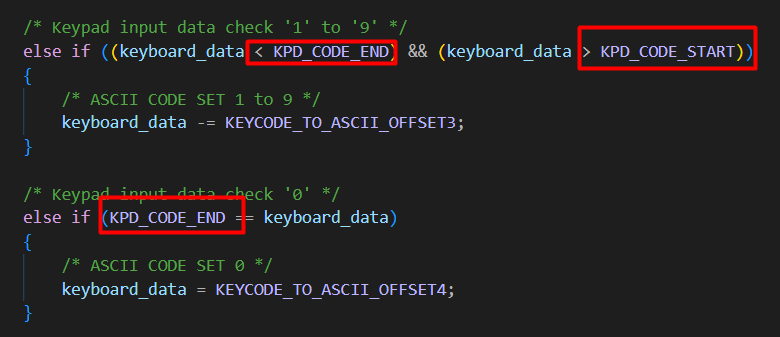 /* Keypad input data check '1' to '9' */
else if ((keyboard_data < KPD_CODE_END) && (keyboard_data > KPD_CODE_START))
{
/* ASCII CODE SET 1 to 9 */
keyboard_data -= KEYCODE_TO_ASCII_OFFSET3;
}
/* Keypad input data check '0' */
else if (KPD_CODE_END == keyboard_data)
{
/* ASCII CODE SET 0 */
keyboard_data = KEYCODE_TO_ASCII_OFFSET4;
}